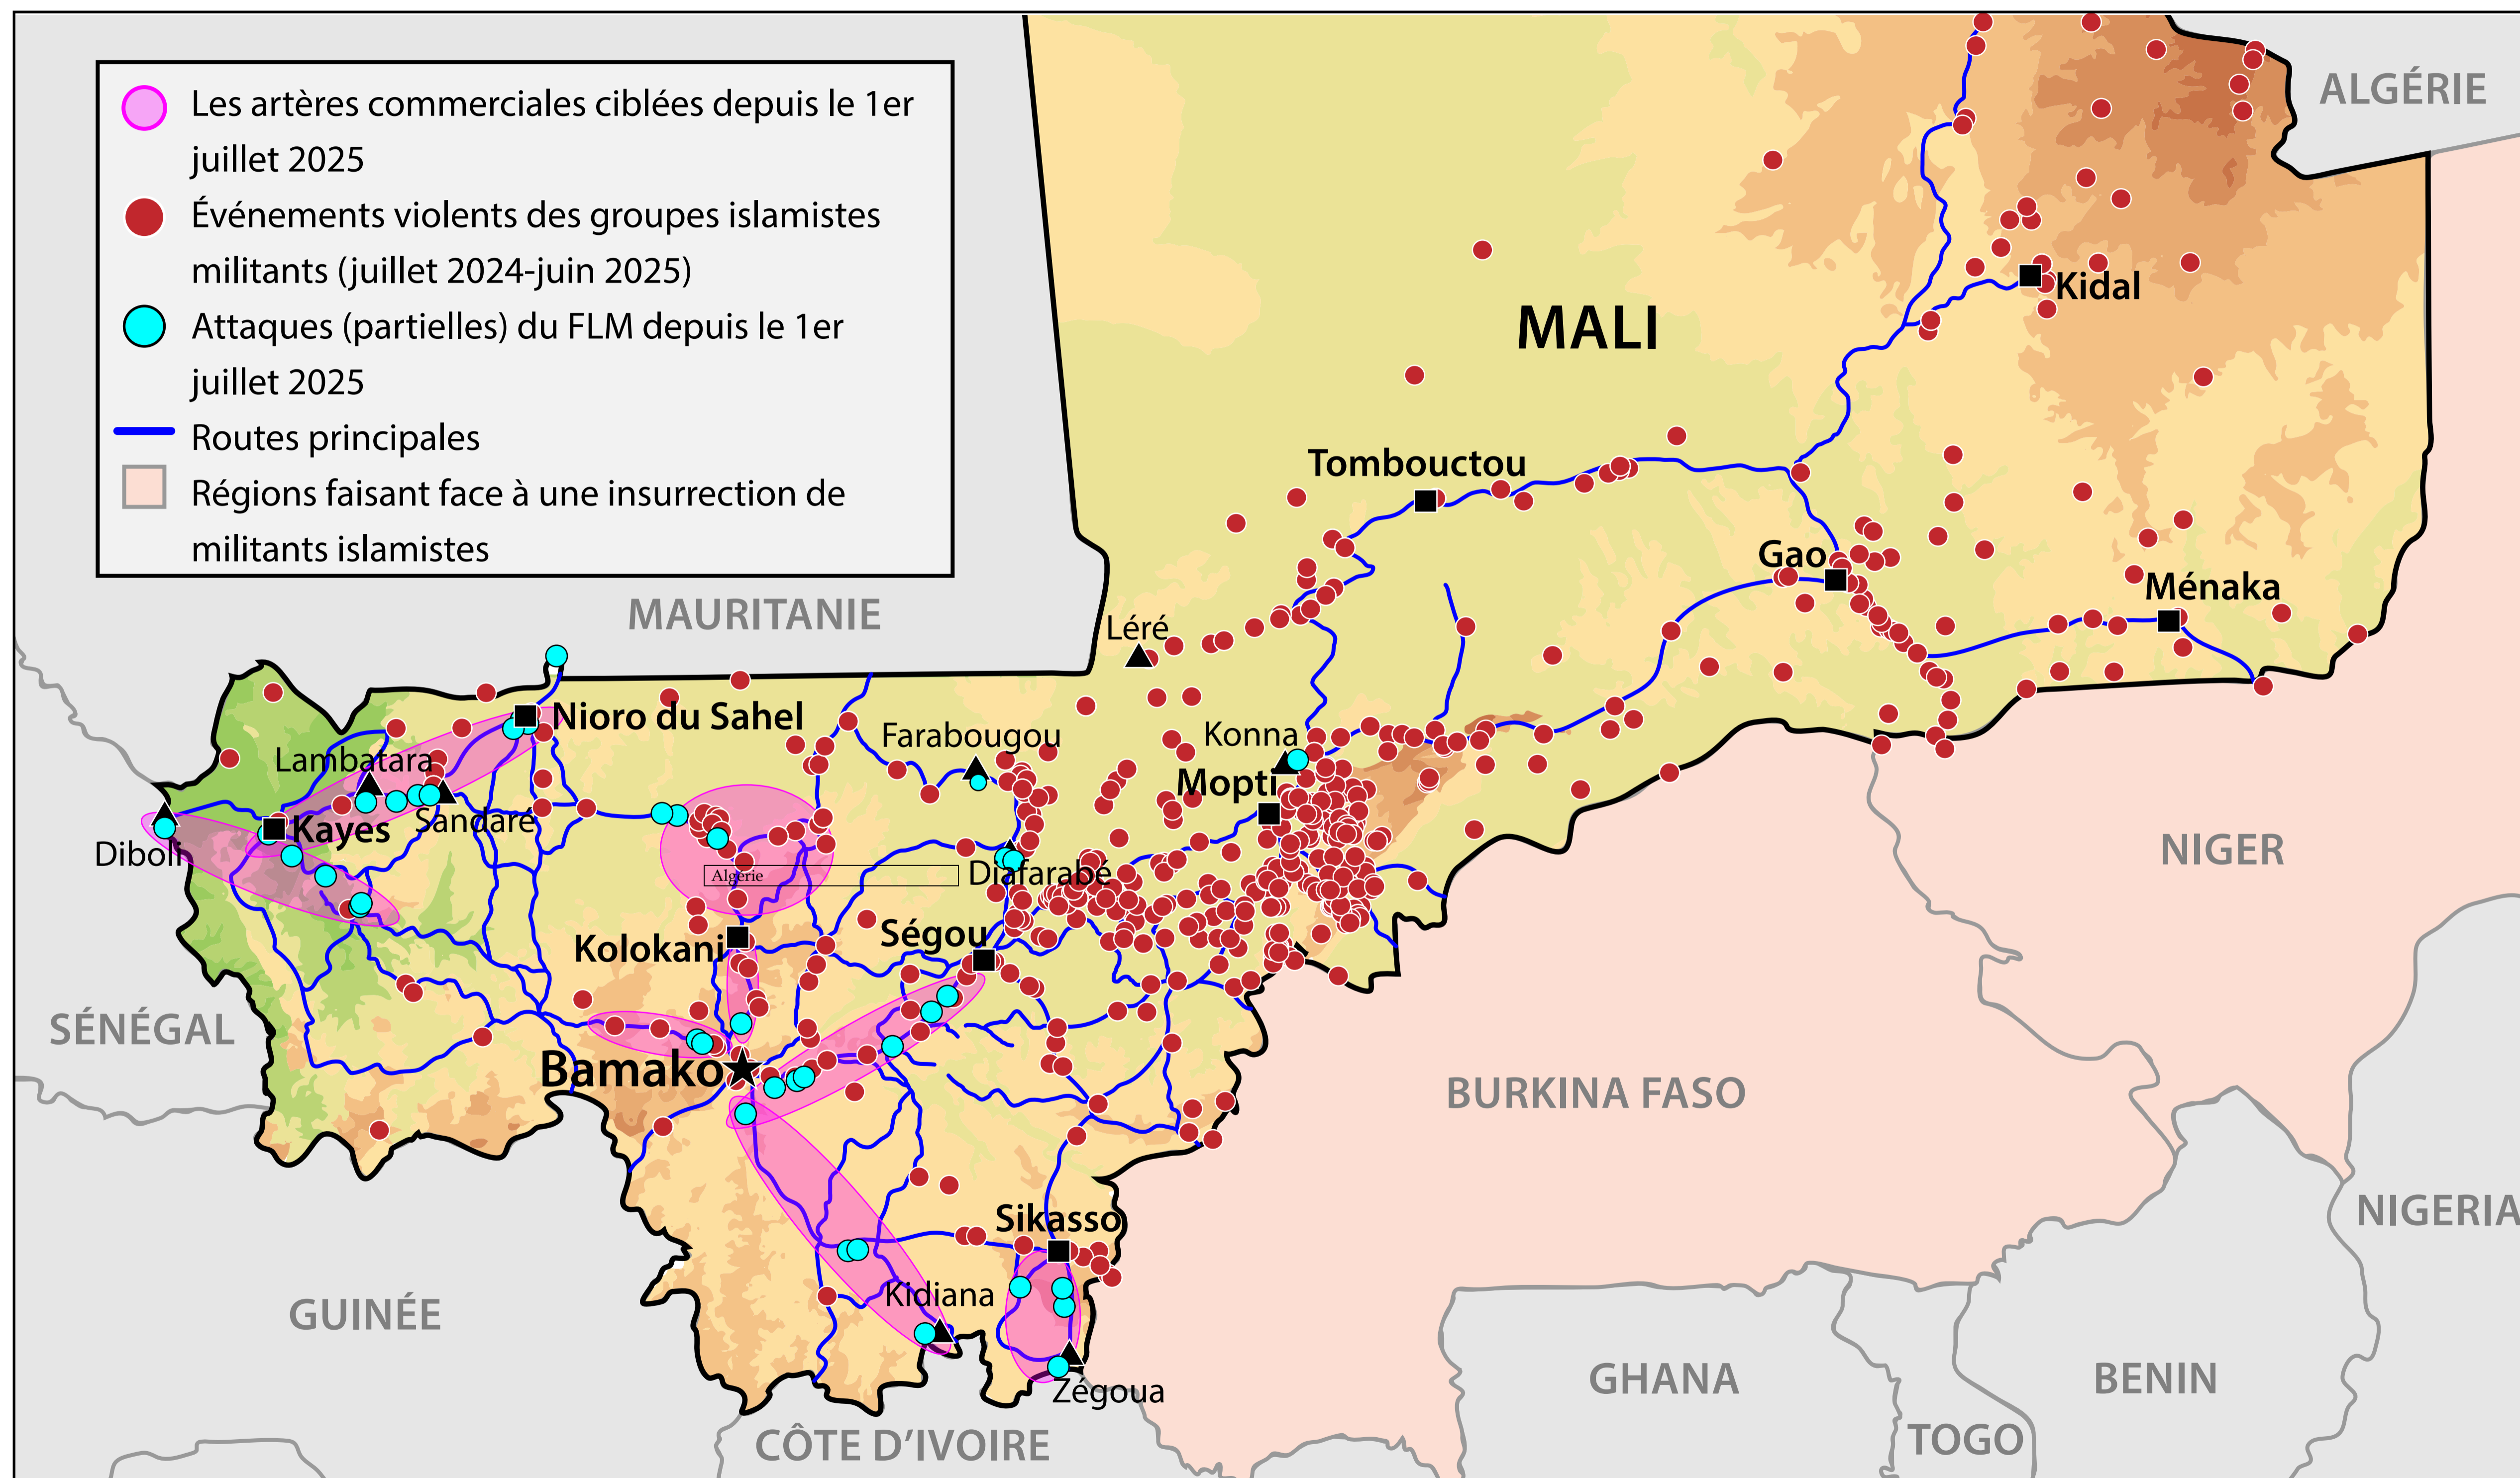 Les artères commerciales ciblées depuis le 1er
juillet 2025
Événements violents des groupes islamistes
militants (juillet 2024-juin 2025)
Attaques (partielles) du FLM depuis le 1er
juillet 2025
Routes principales
Régions faisant face à une insurrection de
militants islamistes
ALGÉRIE
Kidal
MALI
Tombouctou
Gao
Ménaka
MAURITANIE
Léré
Nioro du Sahel
Farabougou
Konna
Lambatara
Mopti
Sandaré
Kayes
Diboli
NIGER
Algérie
Diafarabé
Kolokani
Ségou
SÉNÉGAL
Bamako
BURKINA FASO
Sikasso
NIGERIA
Kidiana
GUINÉE
GHANA
BENIN
Zégoua
CÔTE D'IVOIRE
TOGO